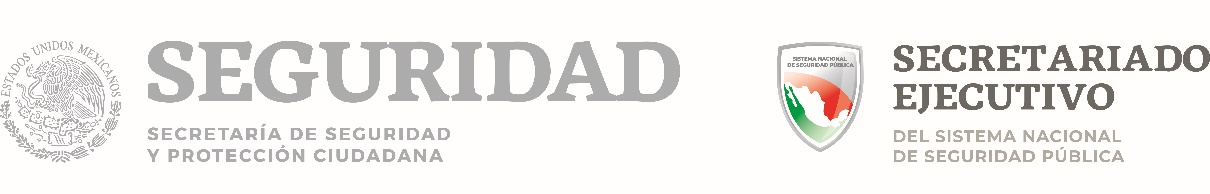 ESTADOS UNIDOS MEXICANOS
SEGURIDAD
SECRETARÍA DE SEGURIDAD
Y PROTECCIÓN CIUDADANA
SISTEMA NACIONAL
DE SEGURIDAD PÚBLICA
SECRETARIADO
EJECUTIVO
DEL SISTEMA NACIONAL
DE SEGURIDAD PÚBLICA